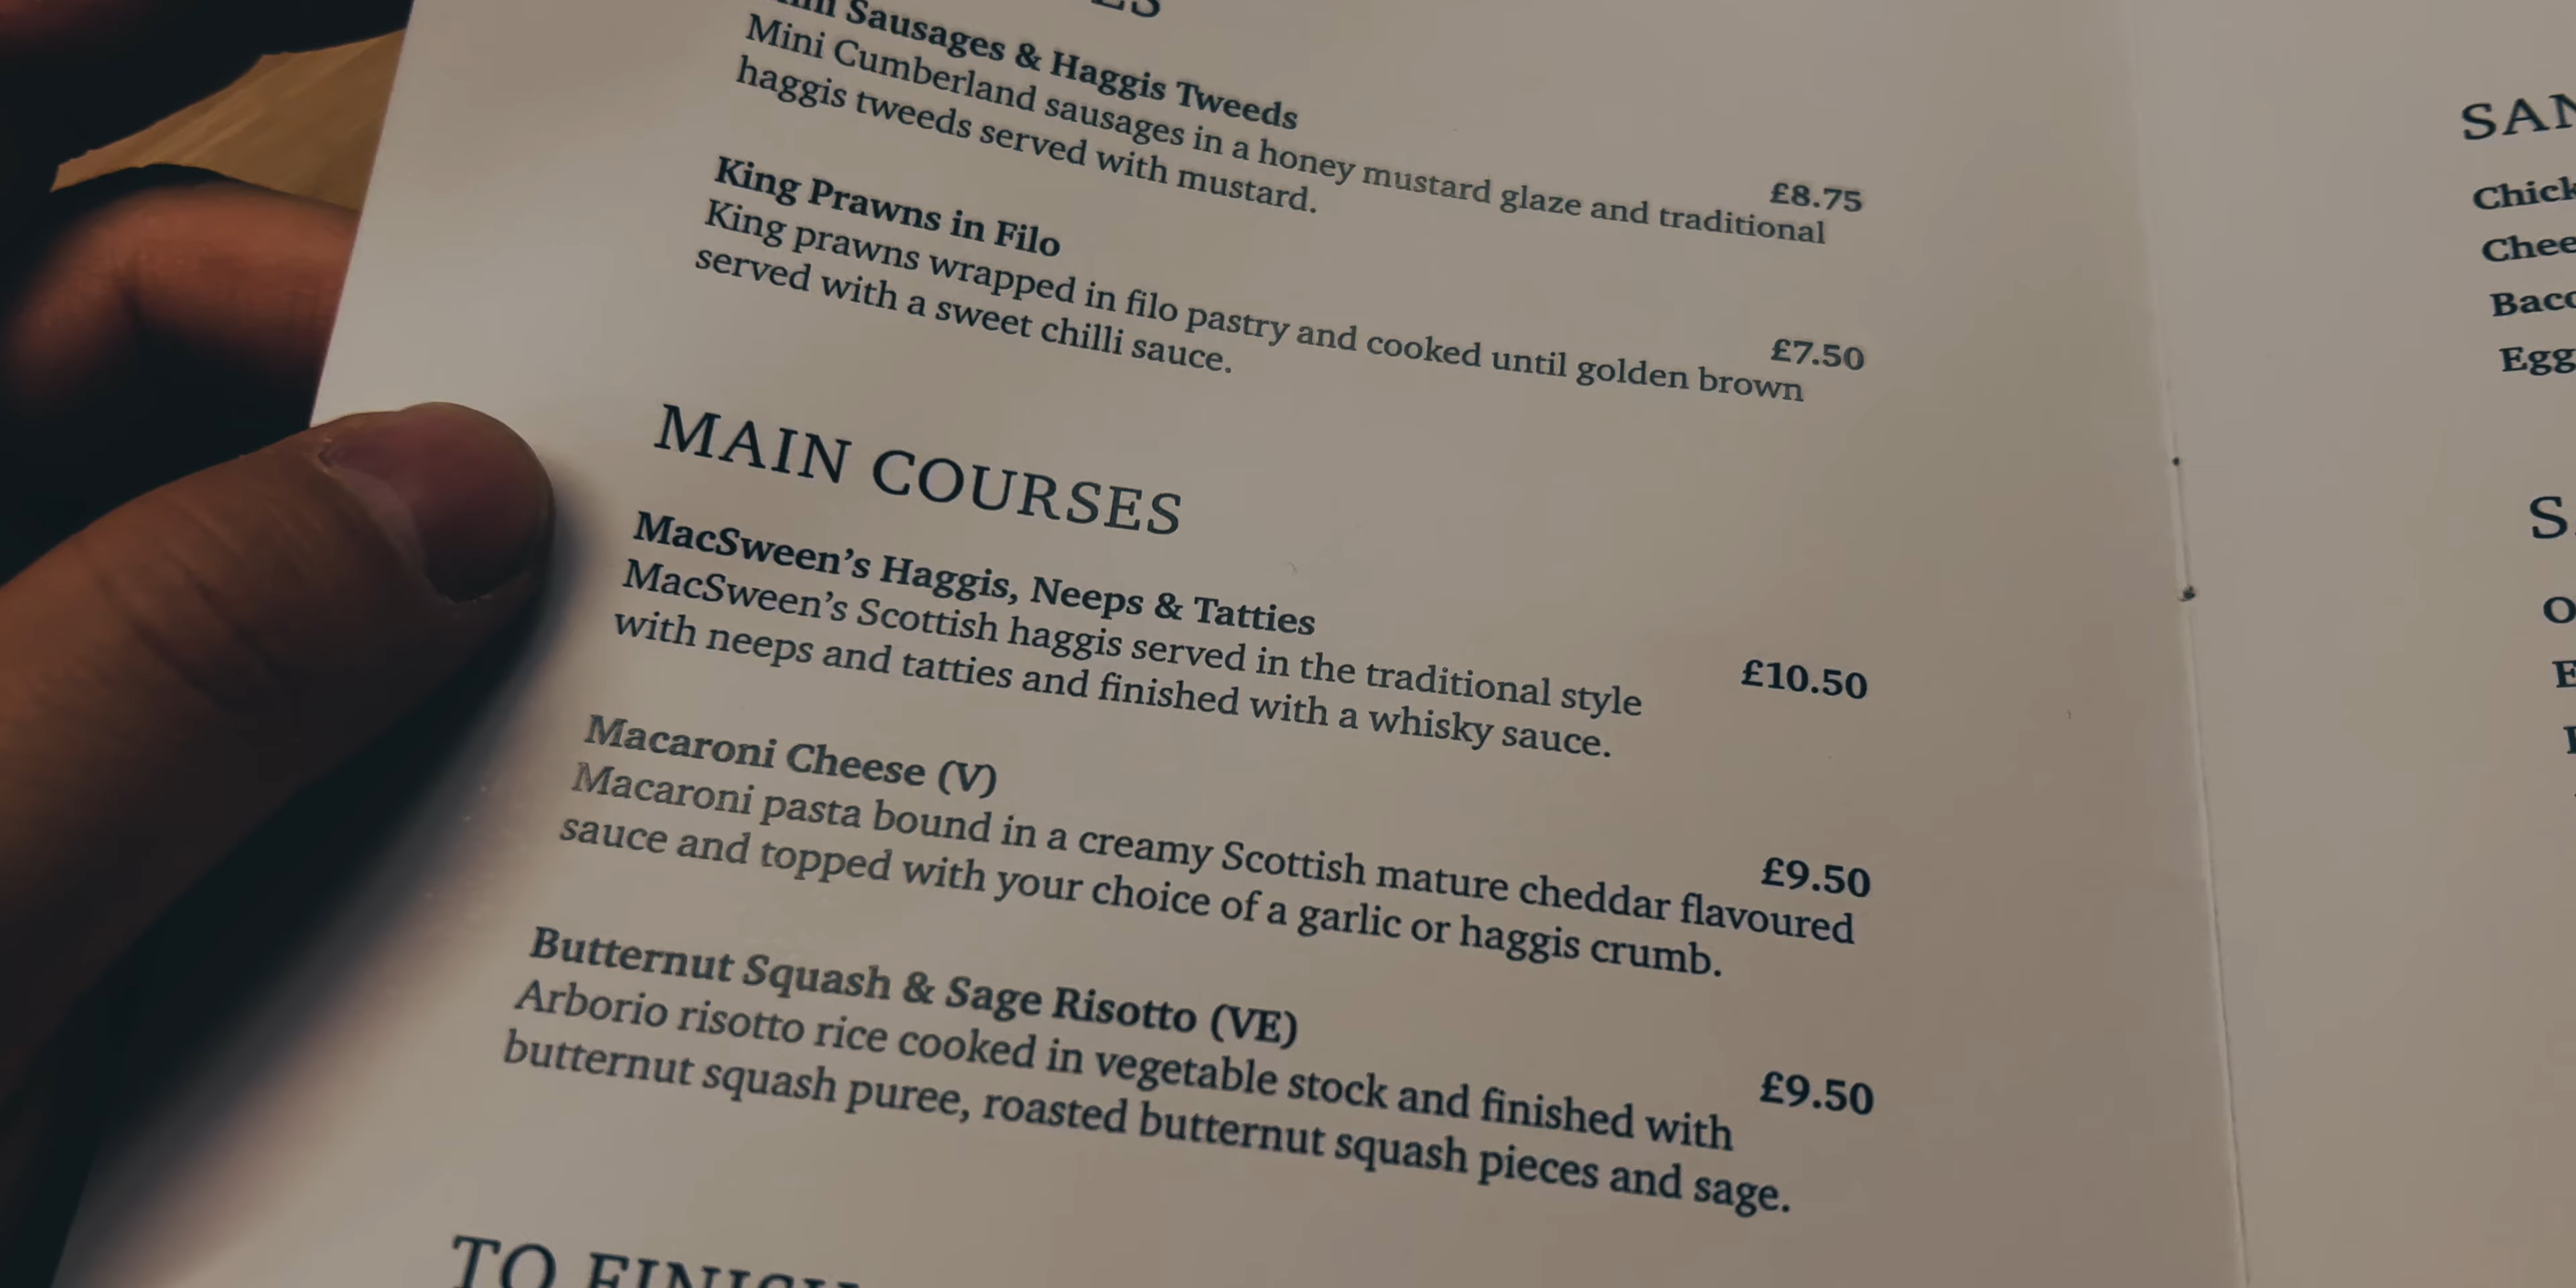 Sausages & Haggis Tweeds
Mini Cumberland sausages in a honey mustard glaze and traditional £8.75
haggis tweeds served with mustard.
King Prawns in Filo
King prawns wrapped in filo pastry and cooked until golden brown £7.50
served with a sweet chilli sauce.
MAIN COURSES
MacSween's Haggis, Neeps & Tatties
MacSween's Scottish haggis served in the traditional style £10.50
with neeps and tatties and finished with a whisky sauce.
Macaroni Cheese (V)
Macaroni pasta bound in a creamy Scottish mature cheddar flavoured £9.50
sauce and topped with your choice of a garlic or haggis crumb.
Butternut Squash & Sage Risotto (VE)
Arborio risotto rice cooked in vegetable stock and finished with £9.50
butternut squash puree, roasted butternut squash pieces and sage.
TO FINISH
Egg